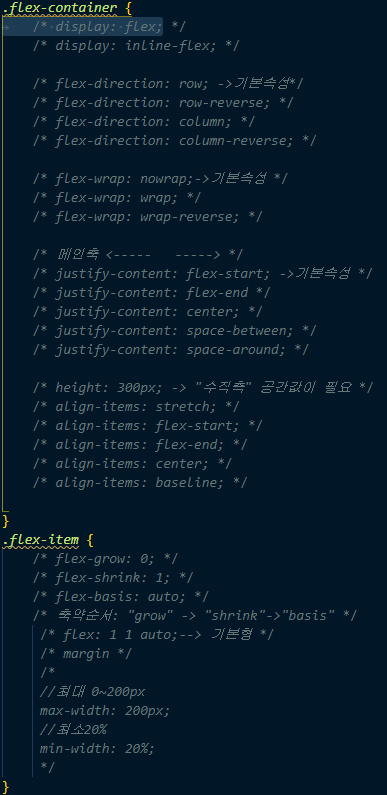 .flex-container {
/* display: flex; */
/* display: inline-flex; */
/* flex-direction: row; ->기본속성*/
/* flex-direction: row-reverse; */
/* flex-direction: column; */
/* flex-direction: column-reverse; */
/* flex-wrap: nowrap;->기본속성 */
/* flex-wrap: wrap; */
/* flex-wrap: wrap-reverse; */
/* 메인축 <-----   -----> */
/* justify-content: flex-start; ->기본속성 */
/* justify-content: flex-end */
/* justify-content: center; */
/* justify-content: space-between; */
/* justify-content: space-around; */
/* height: 300px; -> "수직축" 공간값이 필요 */
/* align-items: stretch; */
/* align-items: flex-start; */
/* align-items: flex-end; */
/* align-items: center; */
/* align-items: baseline; */
}
.flex-item {
/* flex-grow: 0; */
/* flex-shrink: 1; */
/* flex-basis: auto; */
/* 축약순서: "grow" -> "shrink"->"basis" */
/* flex: 1 1 auto;--> 기본형 */
/* margin */
/*
//최대 0~200px
max-width: 200px;
//최소20%
min-width: 20%;
*/
}